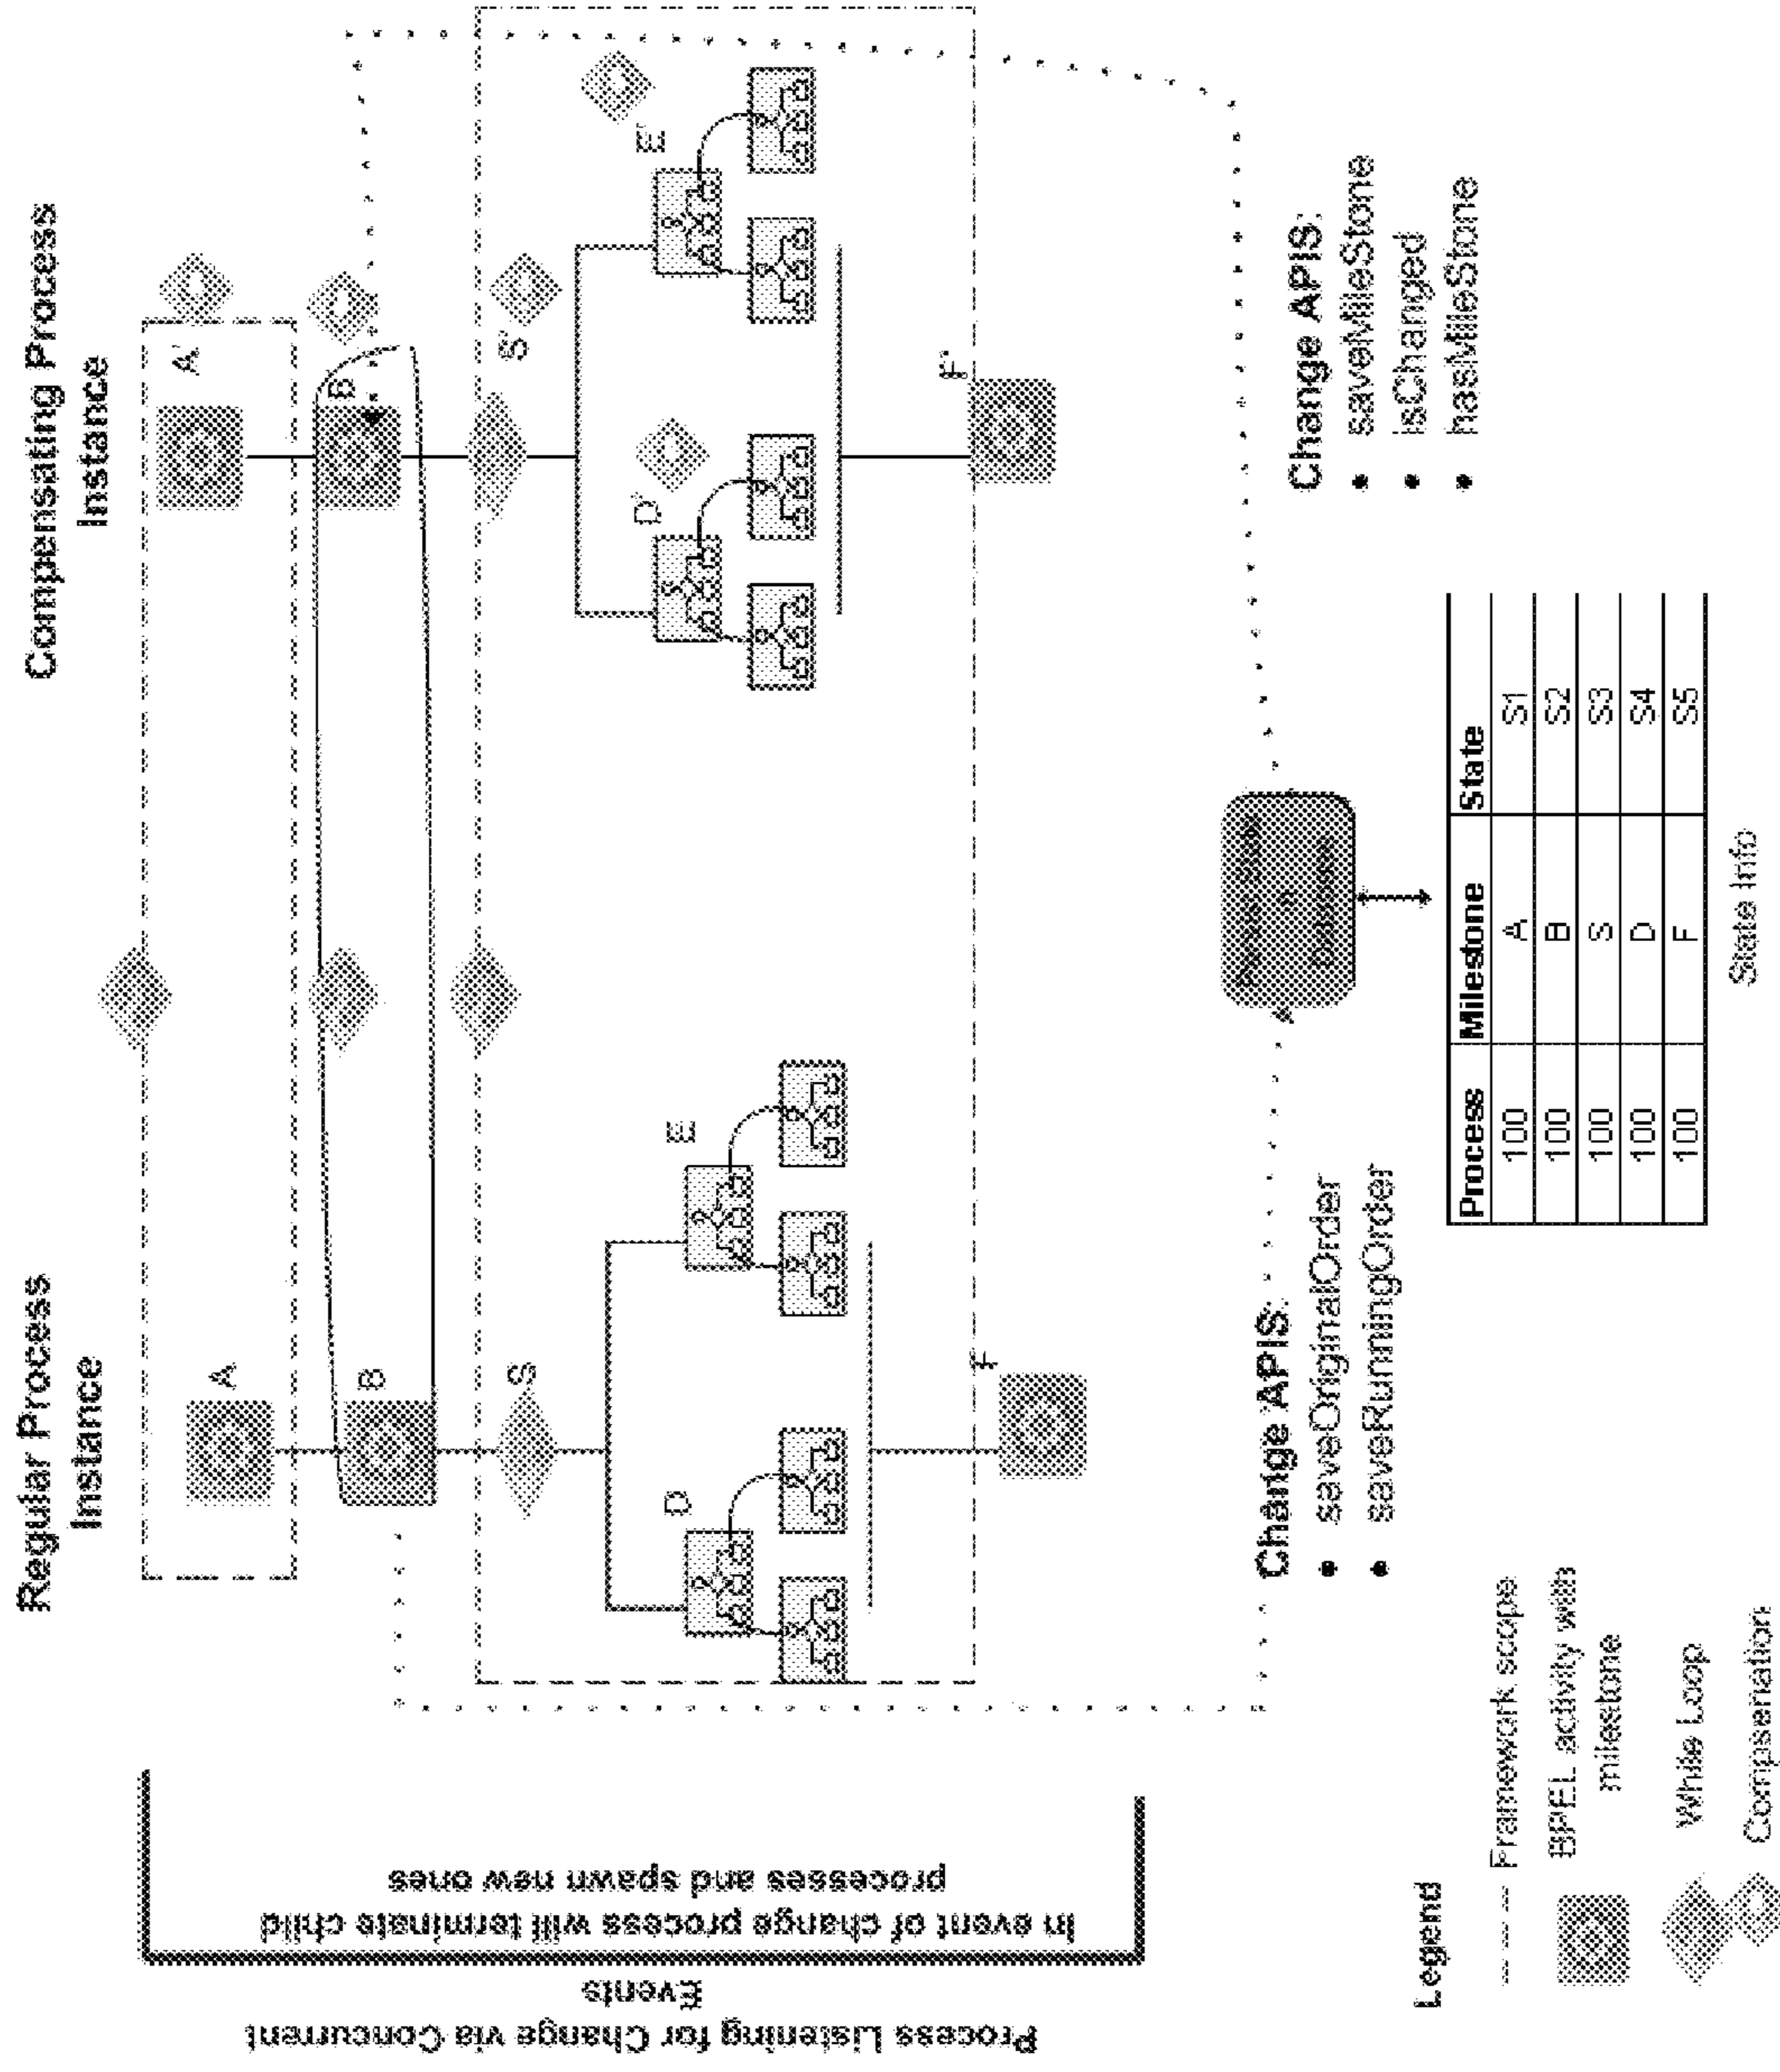 Regular Process
Instance
Compensating Process
Instance
A
B
S
D
E
F
A'
B'
S'
D'
E'
F'
Process Listening for Change via Concurrent
Events
In event of change process will terminate child
processes and spawn new ones
Change APIS:
• saveOriginalOrder
• saveRunningOrder
Change APIS:
• saveMileStone
• isChanged
• hasMileStone
Process Milestone State
100 A S1
100 B S2
100 S S3
100 D S4
100 F S5
State Info
Legend
Framework scope
BPEL activity with
milestone
While Loop
Compsenation